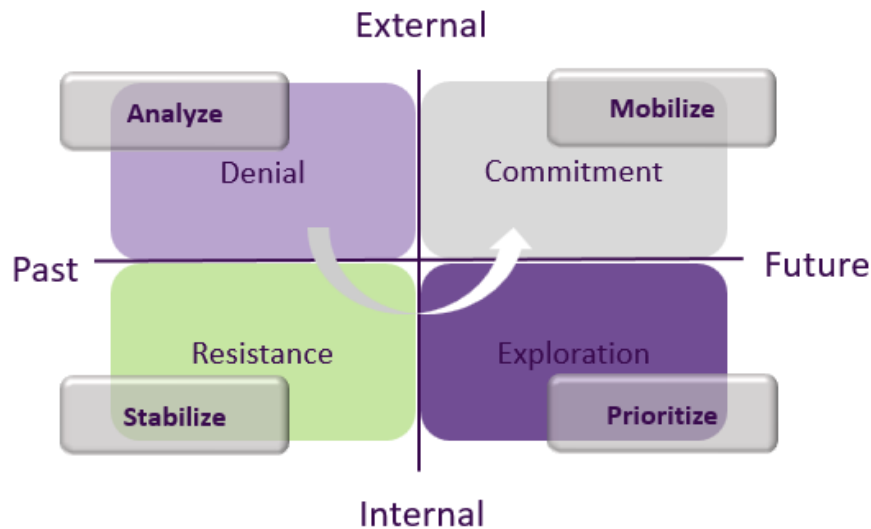 External
Analyze
Mobilize
Denial
Commitment
Past
Future
Resistance
Exploration
Stabilize
Prioritize
Internal